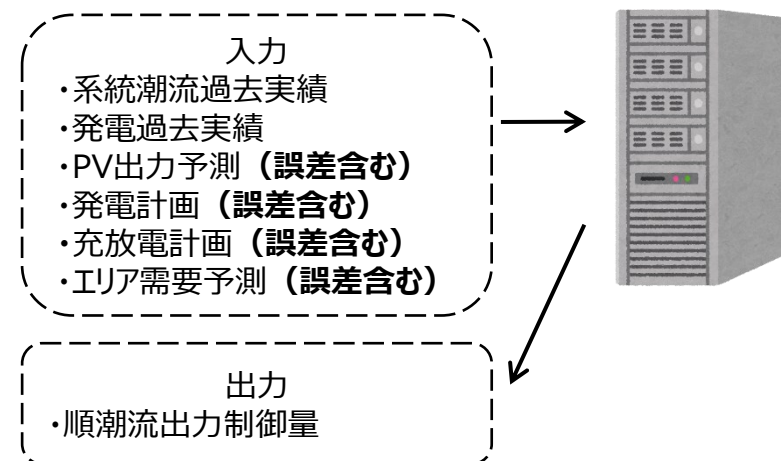 入力
・系統潮流過去実績
・発電過去実績
・PV出力予測（誤差含む）
・発電計画（誤差含む）
・充放電計画（誤差含む）
・エリア需要予測（誤差含む）
出力
・順潮流出力制御量